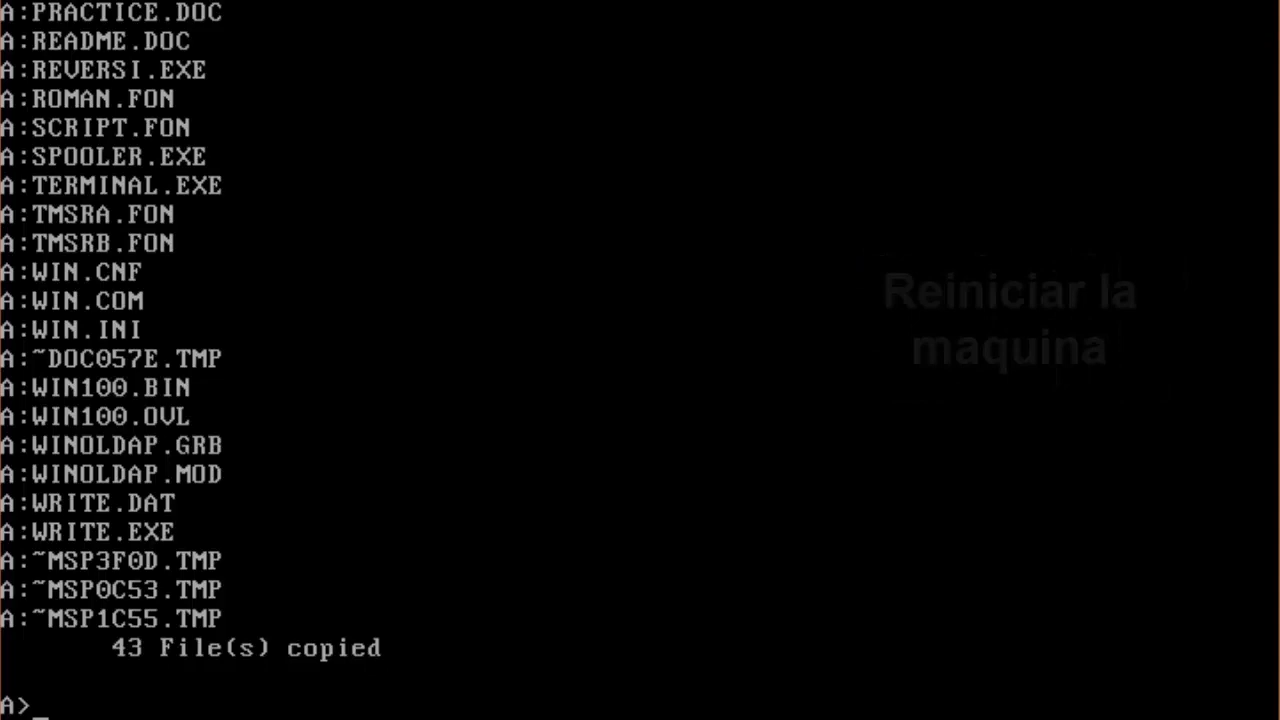 A:PRACTICE.DOC
A:README.DOC
A:REVERSI.EXE
A:ROMAN.FON
A:SCRIPT.FON
A:SPOOLER.EXE
A:TERMINAL.EXE
A:TMSRA.FON
A:TMSRB.FON
A:WIN.CNF
A:WIN.COM
A:WIN.INI
A:~DOC057E.TMP
A:WIN100.BIN
A:WIN100.OVL
A:WINOLDAP.GRB
A:WINOLDAP.MOD
A:WRITE.DAT
A:WRITE.EXE
A:~MSP3F0D.TMP
A:~MSP0C53.TMP
A:~MSP1C55.TMP
43 File(s) copied
A>_
Reiniciar la
maquina